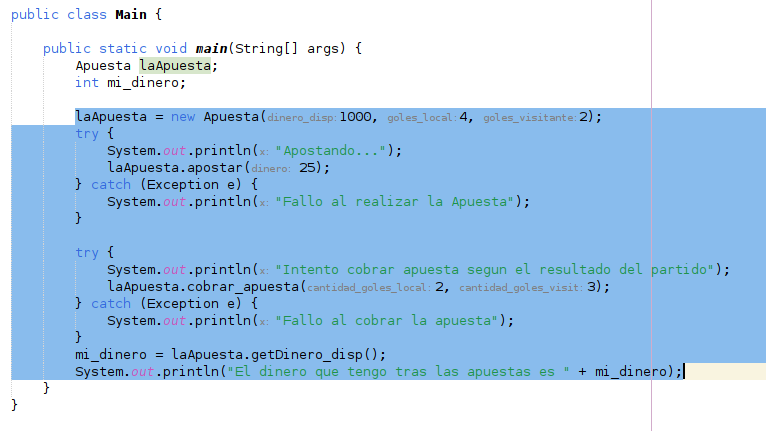 public class Main {
public static void main(String[] args) {
Apuesta laApuesta;
int mi_dinero;
laApuesta = new Apuesta(dinero_disp: 1000, goles_local: 4, goles_visitante: 2);
try {
System.out.println(x: "Apostando...");
laApuesta.apostar(dinero: 25);
} catch (Exception e) {
System.out.println(x: "Fallo al realizar la Apuesta");
}
try {
System.out.println(x: "Intento cobrar apuesta segun el resultado del partido");
laApuesta.cobrar_apuesta(cantidad_goles_local: 2, cantidad_goles_visit: 3);
} catch (Exception e) {
System.out.println(x: "Fallo al cobrar la apuesta");
}
mi_dinero = laApuesta.getDinero_disp();
System.out.println("El dinero que tengo tras las apuestas es " + mi_dinero);
}
}